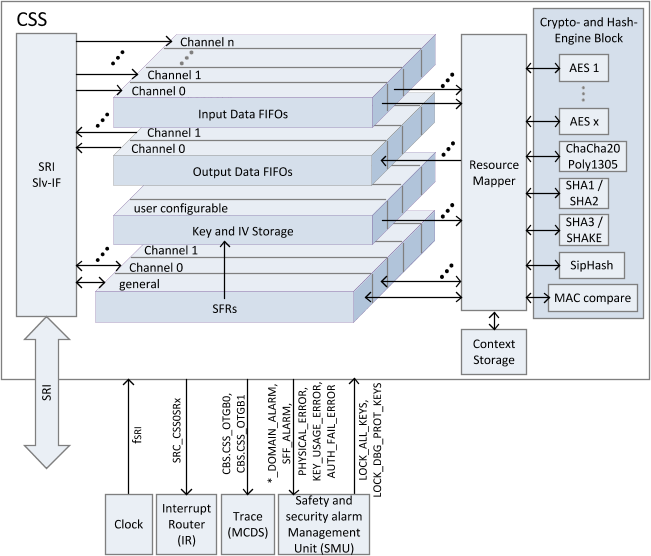 CSS
SRI
Slv-IF
Channel n
Channel 1
Channel 0
Input Data FIFOs
Channel 1
Channel 0
Output Data FIFOs
user configurable
Key and IV Storage
Channel 1
Channel 0
general
SFRs
Resource
Mapper
Context
Storage
Crypto- and Hash-
Engine Block
AES 1
AES x
ChaCha20
Poly1305
SHA1 /
SHA2
SHA3 /
SHAKE
SipHash
MAC compare
SRI
fSRI
SRC_CSS0SRx
CBS.CSS_OTGB0,
CBS.CSS_OTGB1
*_DOMAIN_ALARM,
SFF_ALARM,
PHYSICAL_ERROR,
KEY_USAGE_ERROR,
AUTH_FAIL_ERROR
LOCK_ALL_KEYS,
LOCK_DBG_PROT_KEYS
Clock
Interrupt
Router
(IR)
Trace
(MCDS)
Safety and
security alarm
Management
Unit (SMU)